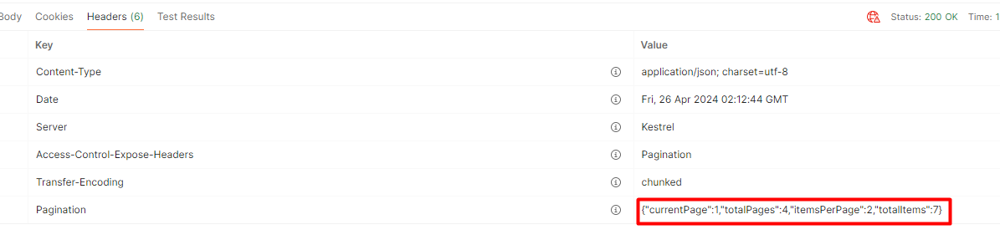 Body Cookies Headers (6) Test Results Status: 200 OK Time: 1
Key Value
Content-Type application/json; charset=utf-8
Date Fri, 26 Apr 2024 02:12:44 GMT
Server Kestrel
Access-Control-Expose-Headers Pagination
Transfer-Encoding chunked
Pagination {"currentPage":1,"totalPages":4,"itemsPerPage":2,"totalItems":7}